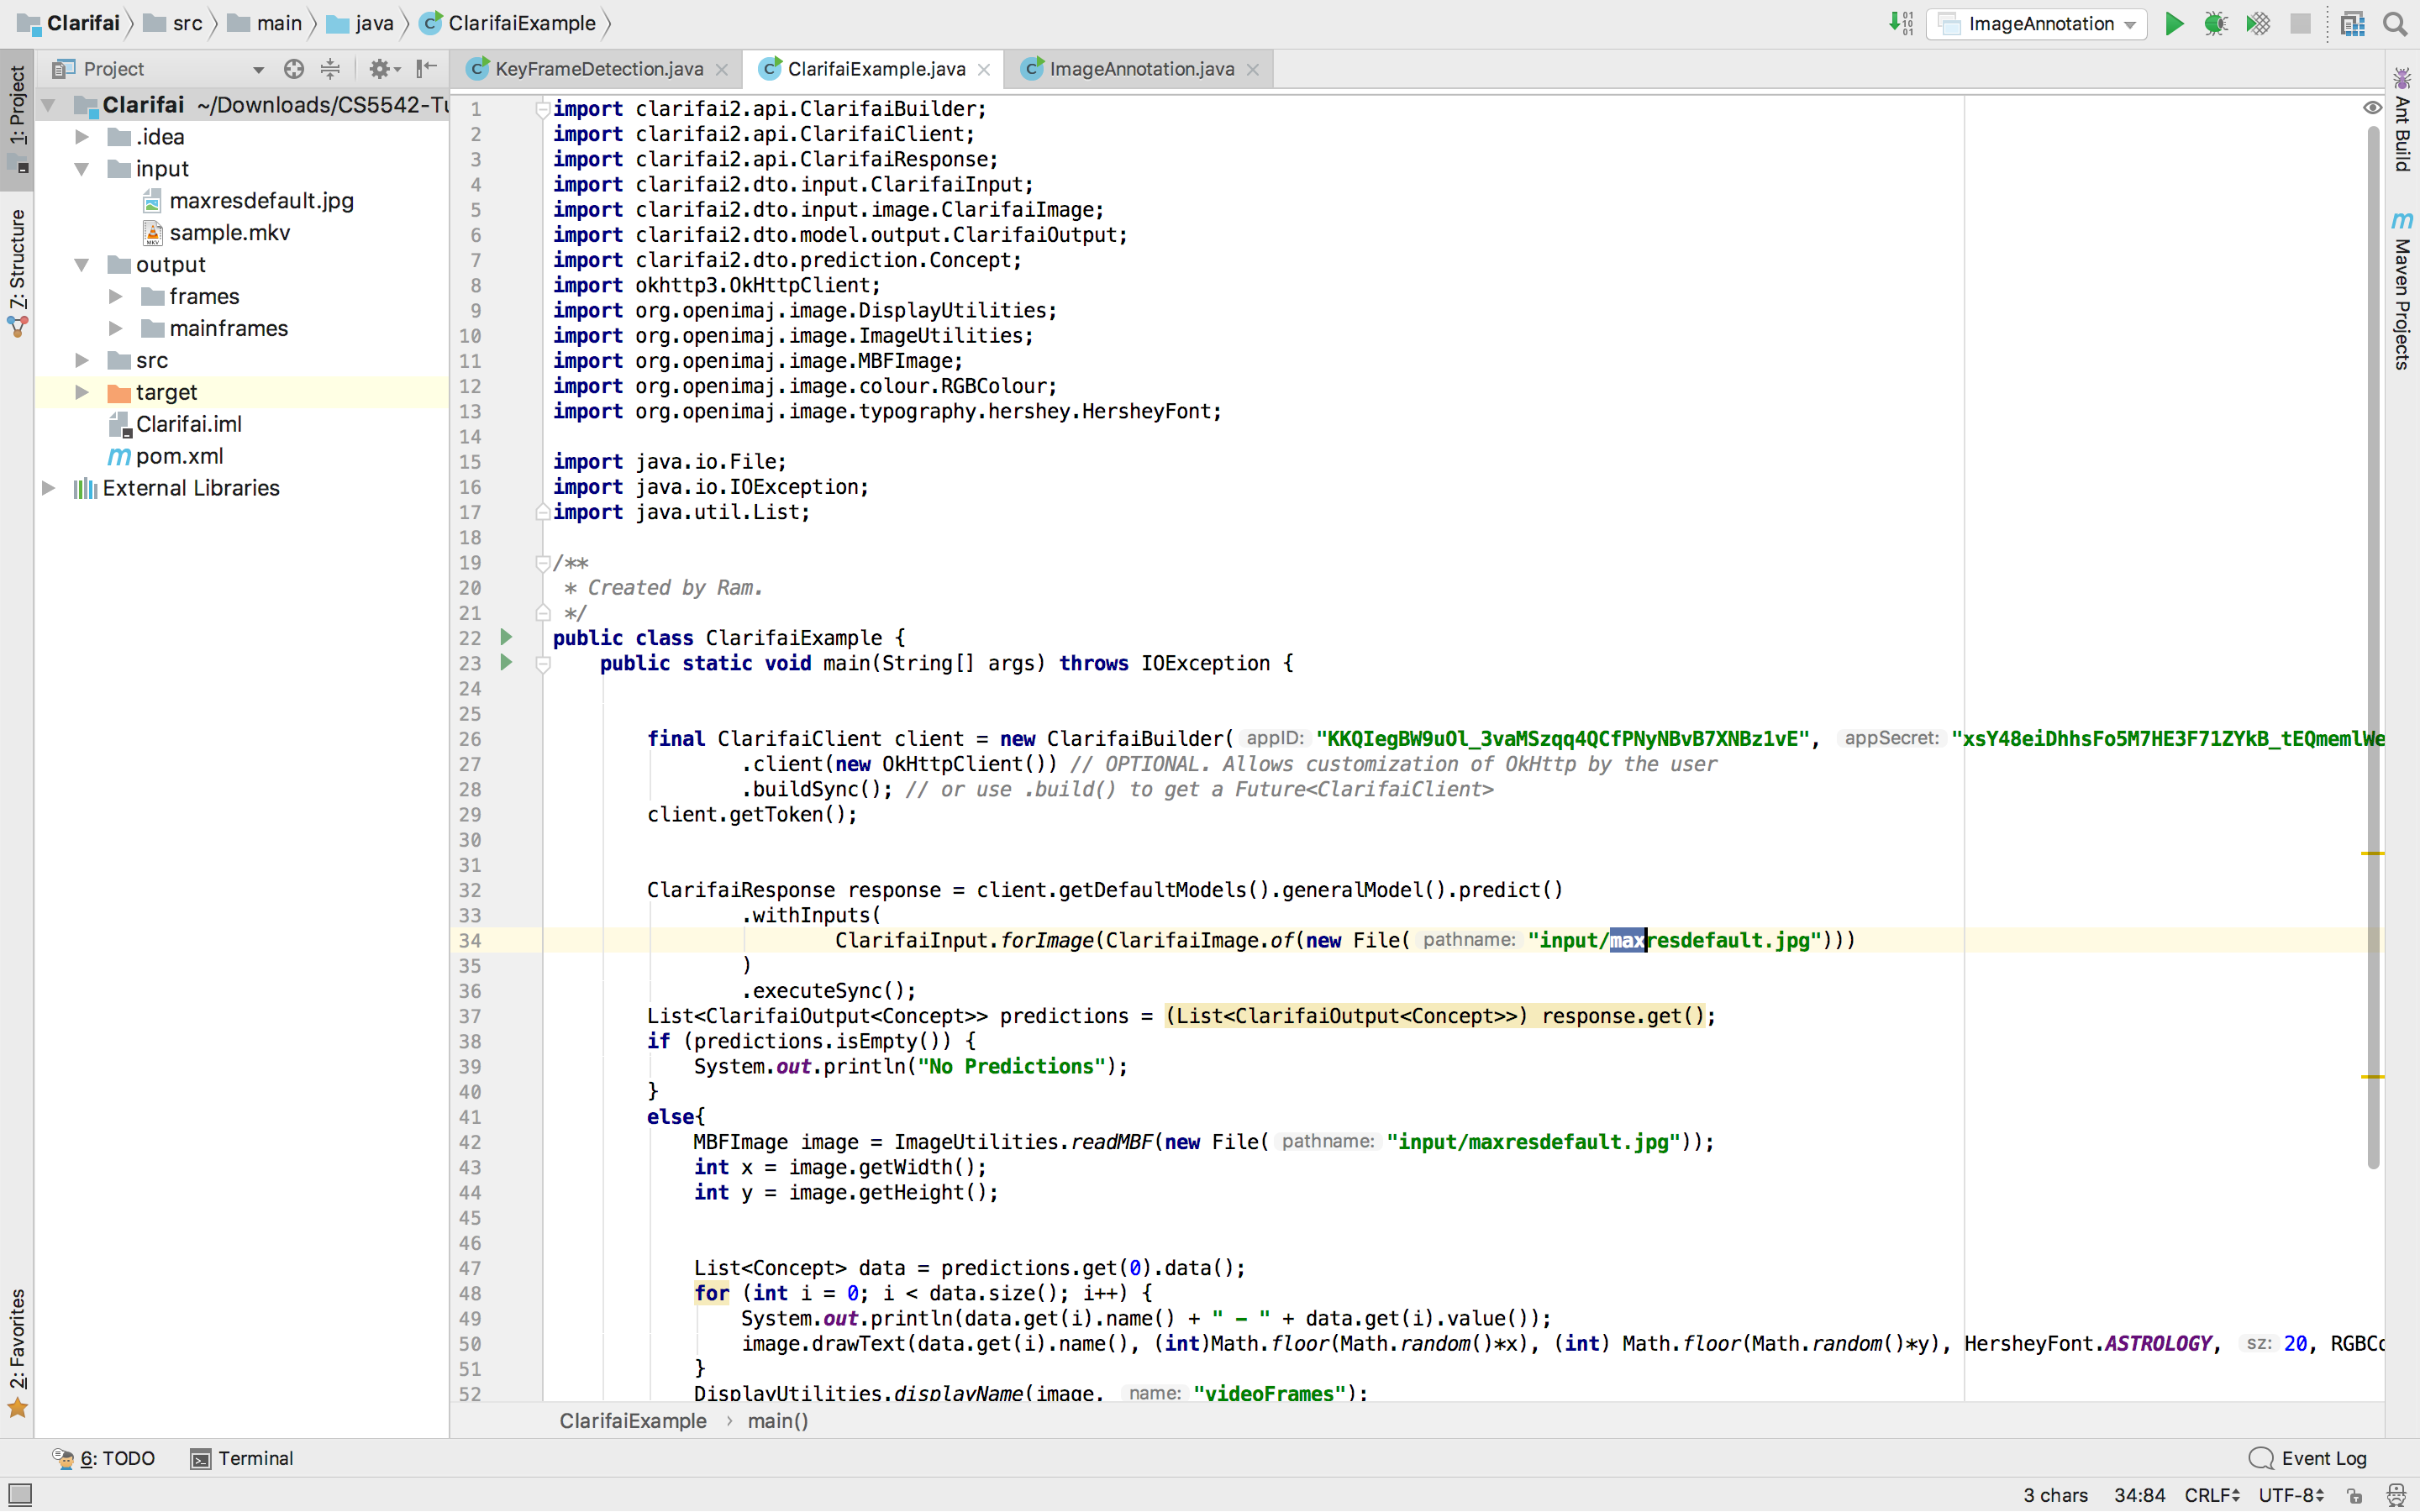 Clarifai src main java ClarifaiExample ImageAnnotation
1: Project
7: Structure
2: Favorites
Project
Clarifai ~/Downloads/CS5542-Tu
.idea
input
maxresdefault.jpg
sample.mkv
output
frames
mainframes
src
target
Clarifai.iml
pom.xml
External Libraries
KeyFrameDetection.java ClarifaiExample.java ImageAnnotation.java
1 import clarifai2.api.ClarifaiBuilder;
2 import clarifai2.api.ClarifaiClient;
3 import clarifai2.api.ClarifaiResponse;
4 import clarifai2.dto.input.ClarifaiInput;
5 import clarifai2.dto.input.image.ClarifaiImage;
6 import clarifai2.dto.model.output.ClarifaiOutput;
7 import clarifai2.dto.prediction.Concept;
8 import okhttp3.OkHttpClient;
9 import org.openimaj.image.DisplayUtilities;
10 import org.openimaj.image.ImageUtilities;
11 import org.openimaj.image.MBFImage;
12 import org.openimaj.image.colour.RGBColour;
13 import org.openimaj.image.typography.hershey.HersheyFont;
14
15 import java.io.File;
16 import java.io.IOException;
17 import java.util.List;
18
19 /**
20 * Created by Ram.
21 */
22 public class ClarifaiExample {
23 public static void main(String[] args) throws IOException {
24
25
26 final ClarifaiClient client = new ClarifaiBuilder( appID: "KKQIegBW9uOl_3vaMSzqq4QCfPNyNBvB7XNBz1vE", appSecret: "xsY48eiDhhsFo5M7HE3F71ZYkB_tEQmemlWe
27 .client(new OkHttpClient()) // OPTIONAL. Allows customization of OkHttp by the user
28 .buildSync(); // or use .build() to get a Future<ClarifaiClient>
29 client.getToken();
30
31
32 ClarifaiResponse response = client.getDefaultModels().generalModel().predict()
33 .withInputs(
34 ClarifaiInput.forImage(ClarifaiImage.of(new File( pathname: "input/maxresdefault.jpg")))
35 )
36 .executeSync();
37 List<ClarifaiOutput<Concept>> predictions = (List<ClarifaiOutput<Concept>>) response.get();
38 if (predictions.isEmpty()) {
39 System.out.println("No Predictions");
40 }
41 else{
42 MBFImage image = ImageUtilities.readMBF(new File( pathname: "input/maxresdefault.jpg"));
43 int x = image.getWidth();
44 int y = image.getHeight();
45
46
47 List<Concept> data = predictions.get(0).data();
48 for (int i = 0; i < data.size(); i++) {
49 System.out.println(data.get(i).name() + " - " + data.get(i).value());
50 image.drawText(data.get(i).name(), (int)Math.floor(Math.random()*x), (int) Math.floor(Math.random()*y), HersheyFont.ASTROLOGY, sz: 20, RGBCo
51 }
52 DisplayUtilities.displayName(image, name: "videoFrames");
ClarifaiExample › main()
Ant Build
m Maven Projects
6: TODO Terminal Event Log
3 chars 34:84 CRLF UTF-8